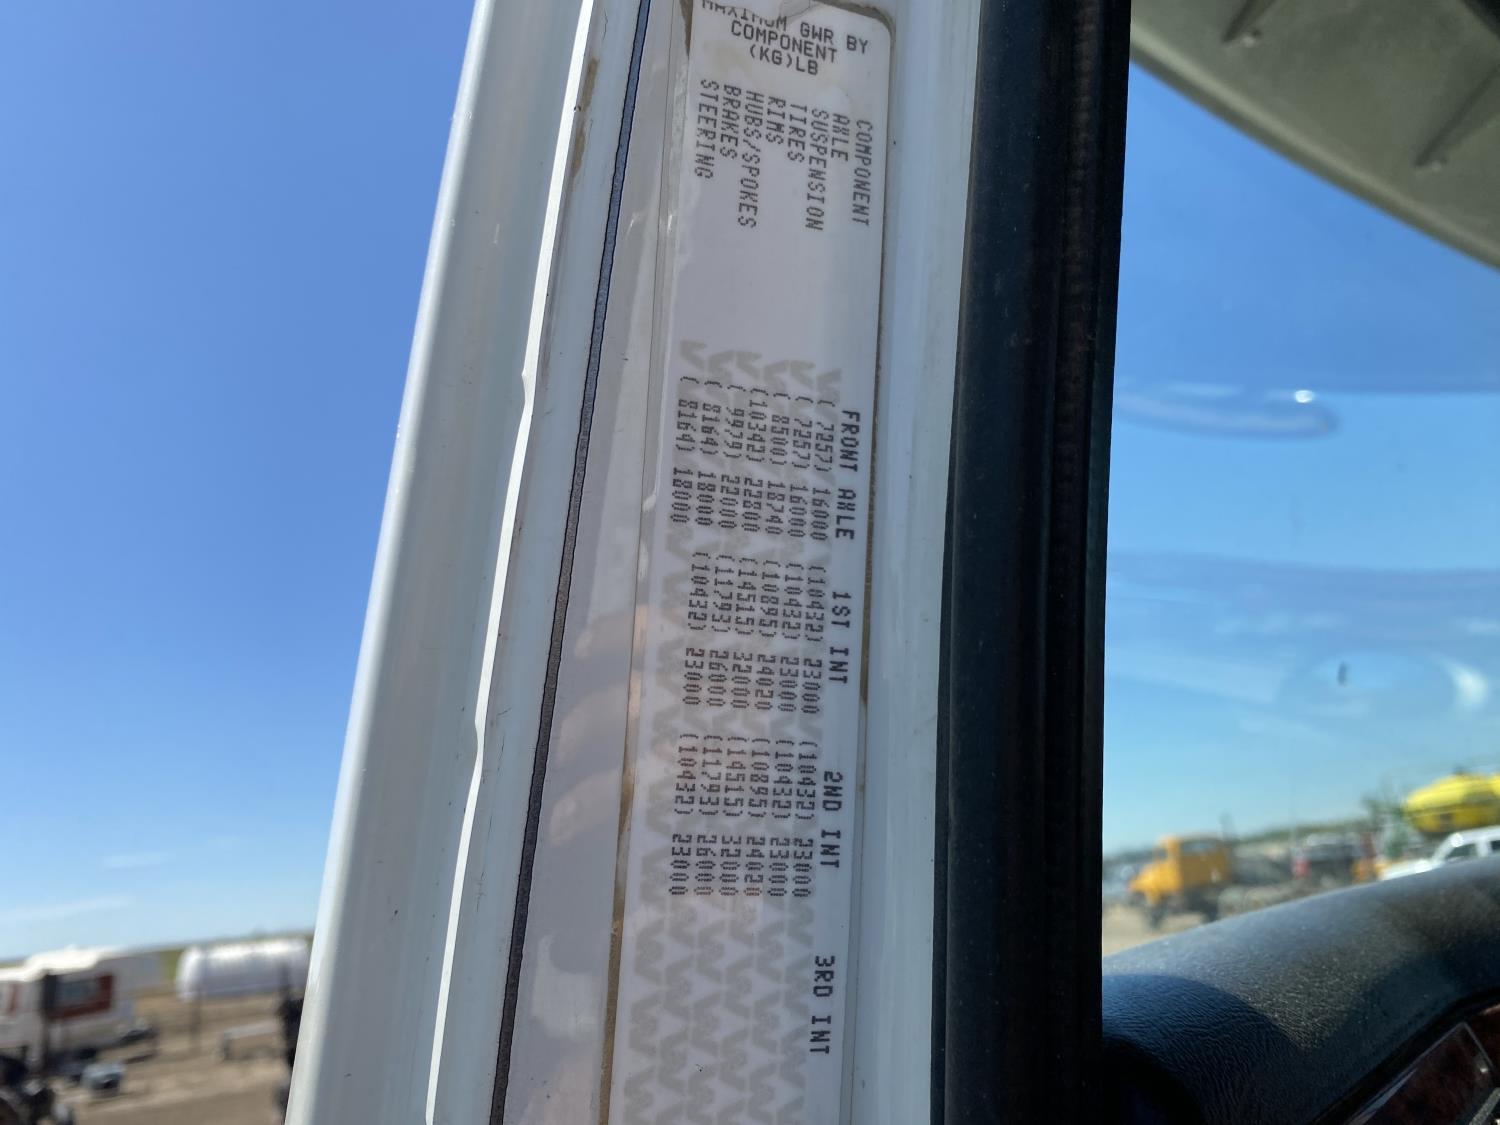 MAXIMUM GWR BY
COMPONENT
(KG)LB
COMPONENT FRONT AXLE 1ST INT 2ND INT 3RD INT
AXLE ( 7257) 16000 (10432) 23000 (10432) 23000
SUSPENSION ( 7257) 16000 (10432) 23000 (10432) 23000
TIRES ( 8500) 18740 (10895) 24020 (10895) 24020
RIMS (10342) 22800 (14515) 32000 (14515) 32000
HUBS/SPOKES ( 9979) 22000 (11793) 26000 (11793) 26000
BRAKES ( 8164) 18000 (10432) 23000 (10432) 23000
STEERING ( 8164) 18000